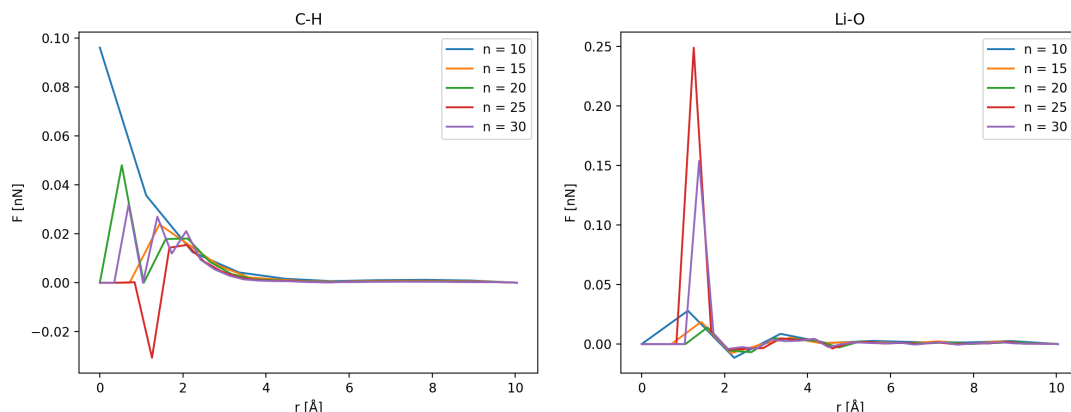 C-H
0.10
0.08
0.06
0.04
0.02
0.00
−0.02
F [nN]
0
2
4
6
8
10
r [Å]
n = 10
n = 15
n = 20
n = 25
n = 30
Li-O
0.25
0.20
0.15
0.10
0.05
0.00
F [nN]
0
2
4
6
8
10
r [Å]
n = 10
n = 15
n = 20
n = 25
n = 30